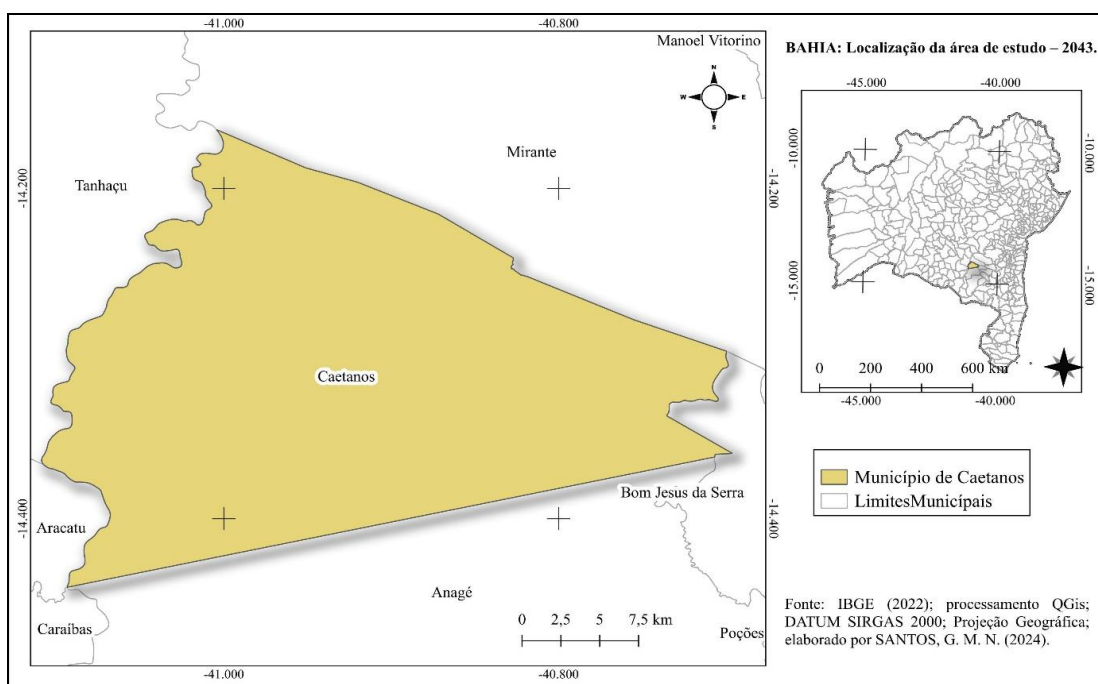 -41.000
-40.800
Manoel Vitorino
N
W
E
S
Mirante
Tanhaçu
-14.200
-14.200
Caetanos
Bom Jesus da Serra
-14.400
-14.400
Aracatu
Anagé
Caraíbas
0 2,5 5 7,5 km
Poções
-41.000
-40.800
BAHIA: Localização da área de estudo – 2043.
-45.000
-40.000
-10.000
-10.000
-15.000
-15.000
0 200 400 600 km
-45.000
-40.000
Município de Caetanos
LimitesMunicípais
Fonte: IBGE (2022); processamento QGis;
DATUM SIRGAS 2000; Projeção Geográfica;
elaborado por SANTOS, G. M. N. (2024).